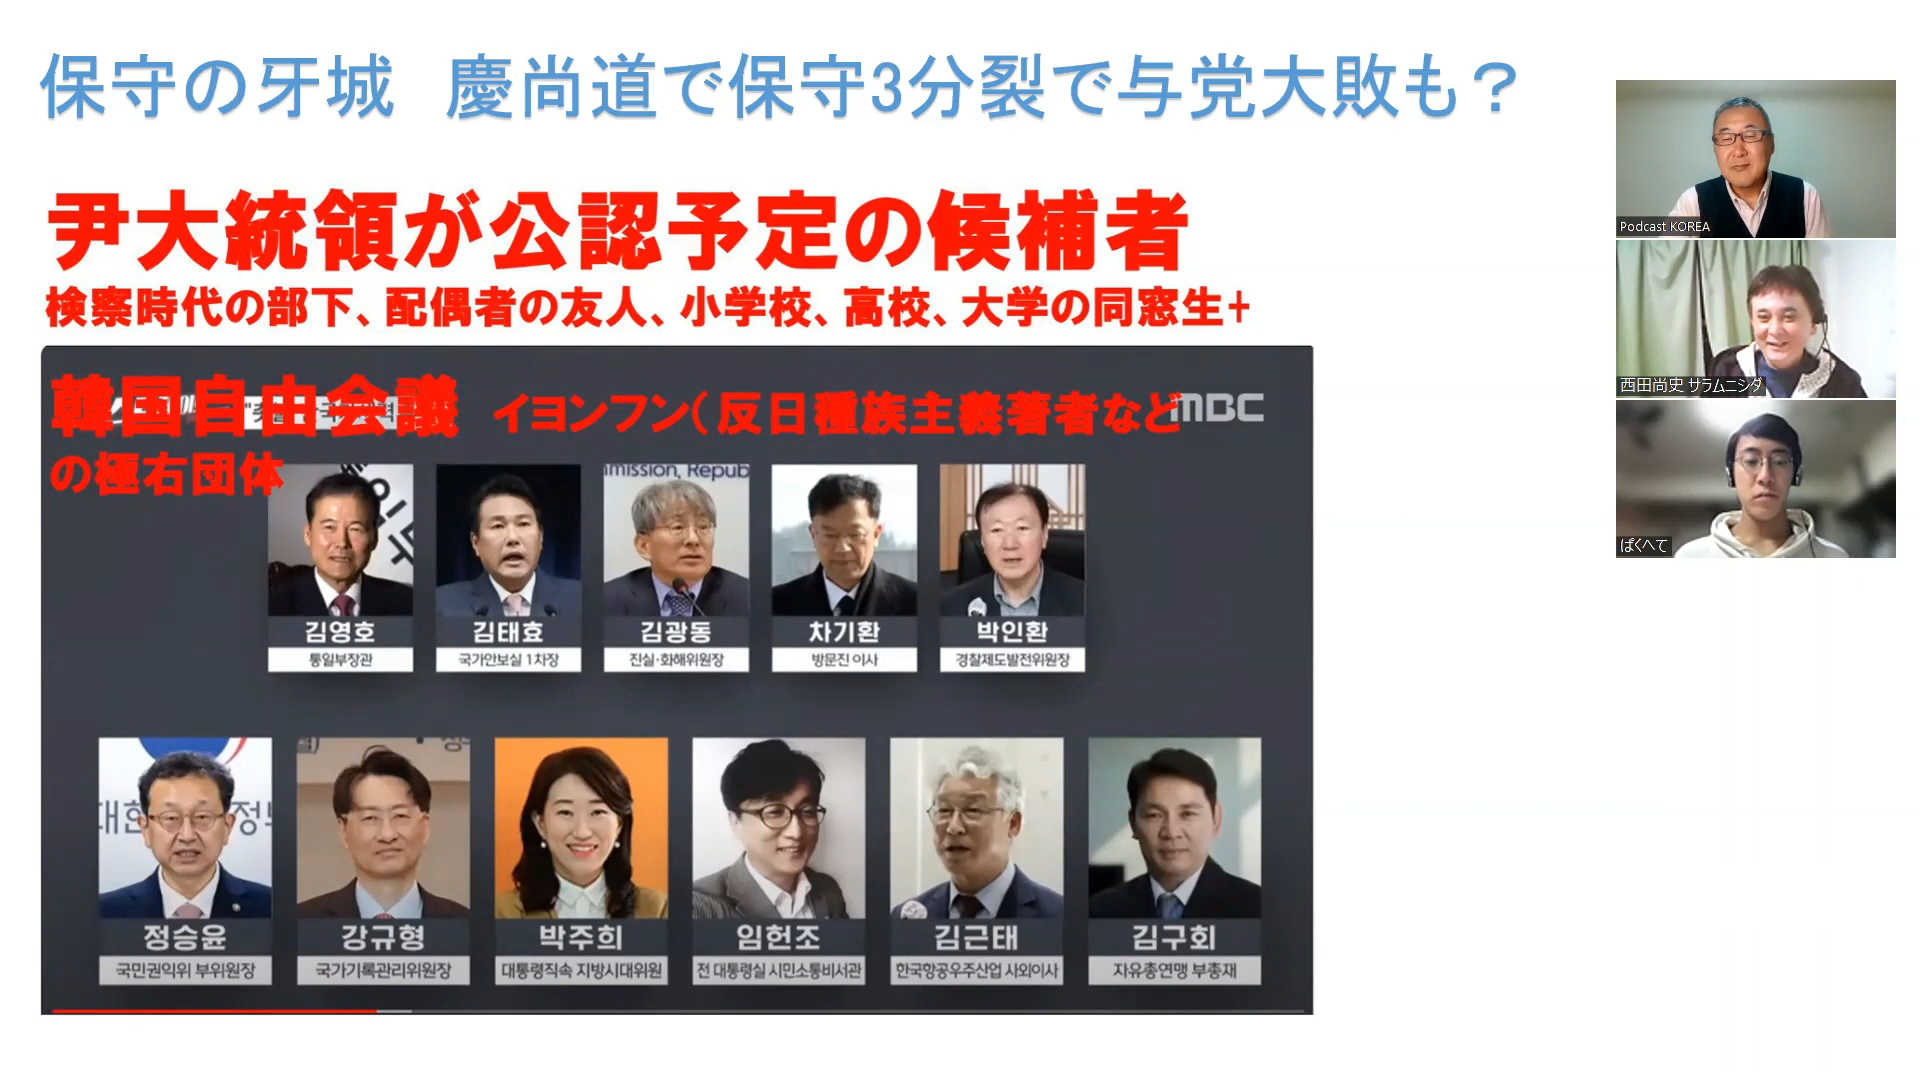 保守の牙城　慶尚道で保守3分裂で与党大敗も？
尹大統領が公認予定の候補者
検察時代の部下、配偶者の友人、小学校、高校、大学の同窓生+
韓国自由会議　イヨンフン（反日種族主義著者など
の極右団体
MBC
mission, Repub
김영호
통일부장관
김태효
국가안보실 1차장
김광동
진실·화해위원장
차기환
방문진 이사
박인환
경찰제도발전위원장
정승윤
국민권익위 부위원장
강규형
국가기록관리위원장
박주희
대통령직속 지방시대위원
임헌조
전 대통령실 시민소통비서관
김근태
한국항공우주산업 사외이사
김구회
자유총연맹 부총재
Podcast KOREA
西田尚史 サラムニシダ
ぱくへて